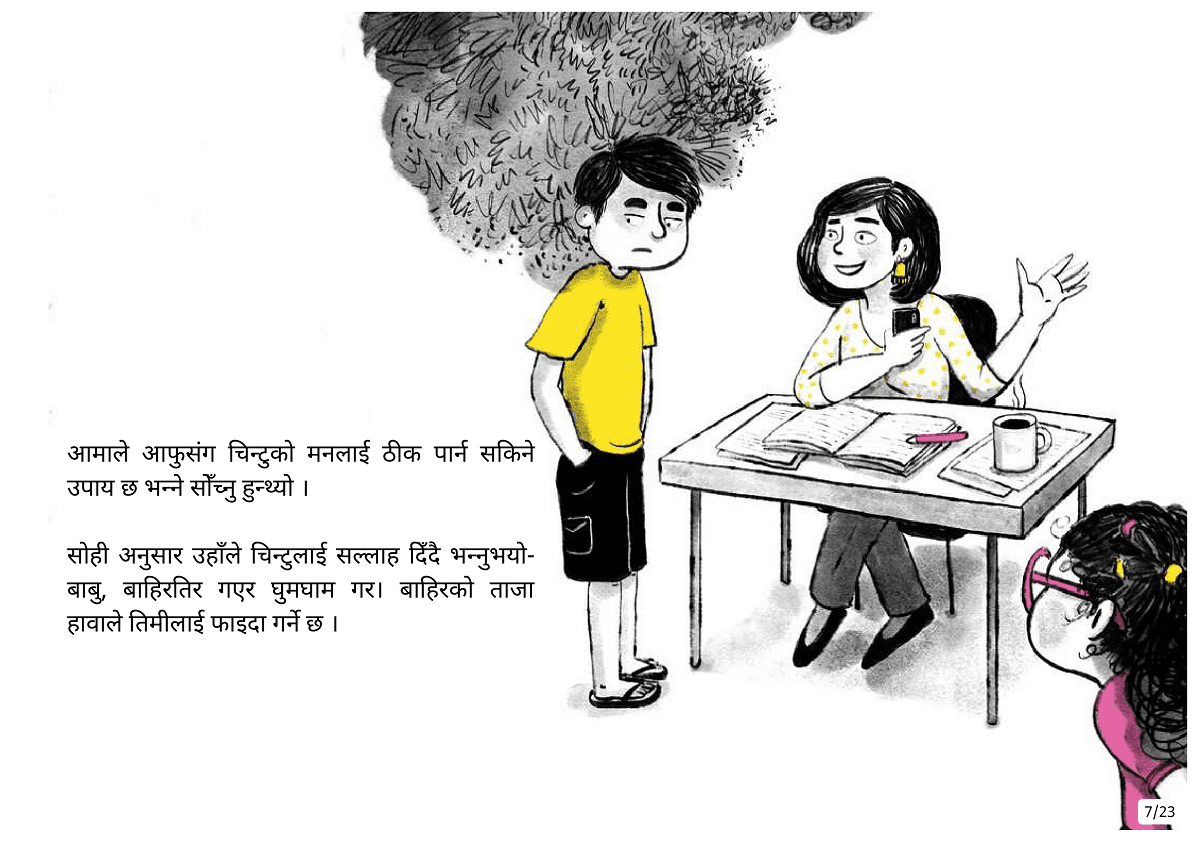 आमाले आफुसंग चिन्टुको मनलाई ठीक पार्न सकिने
उपाय छ भन्ने सोँच्नु हुन्थ्यो ।
सोही अनुसार उहाँले चिन्टुलाई सल्लाह दिँदै भन्नुभयो-
बाबु, बाहिरतिर गएर घुमघाम गर। बाहिरको ताजा
हावाले तिमीलाई फाइदा गर्ने छ ।
7/23